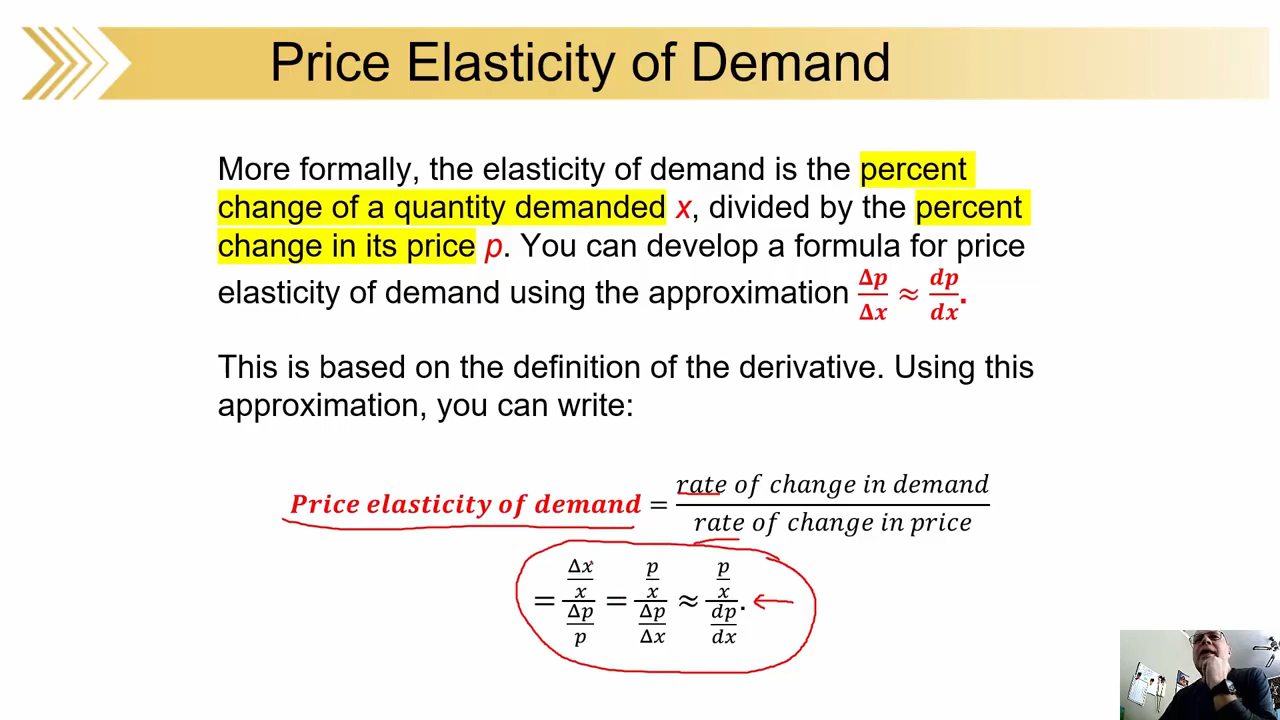 Price Elasticity of Demand
More formally, the elasticity of demand is the percent
change of a quantity demanded x, divided by the percent
change in its price p. You can develop a formula for price
elasticity of demand using the approximation Δp/Δx ≈ dp/dx.
This is based on the definition of the derivative. Using this
approximation, you can write:
Price elasticity of demand = rate of change in demand / rate of change in price
= (Δx/x)/(Δp/p) = (p/x)/(Δp/Δx) ≈ (p/x)/(dp/dx).